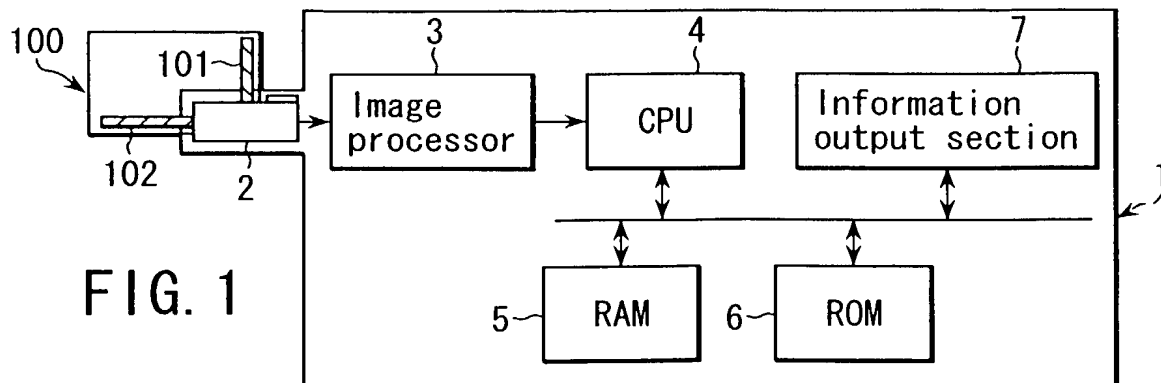 100
101
102
2
3
Image
processor
4
CPU
7
Information
output section
1
5
RAM
6
ROM
FIG. 1